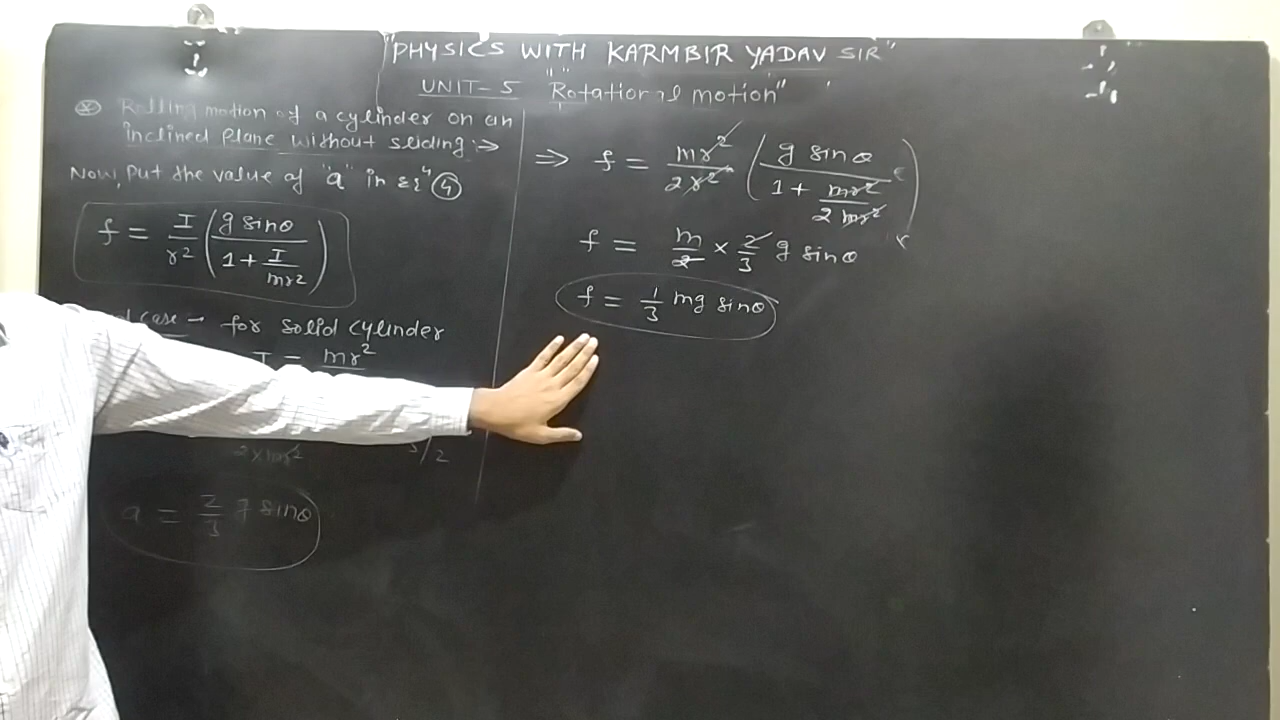 "PHYSICS WITH KARMBIR YADAV SIR"
UNIT-5 "Rotational motion"
Rolling motion of a cylinder on an
inclined plane without sliding :→
Now, Put the value of "a" in Eq" (4)
f = I/r² (g sinθ / (1 + I/mr²))
case → for solid cylinder
I = mr²
2 x mr² 3/2
a = 2/3 g sinθ
⇒ f = mr²/2r² (g sinθ / (1 + mr²/2mr²))
f = m/2 × 2/3 g sinθ
f = 1/3 mg sinθ